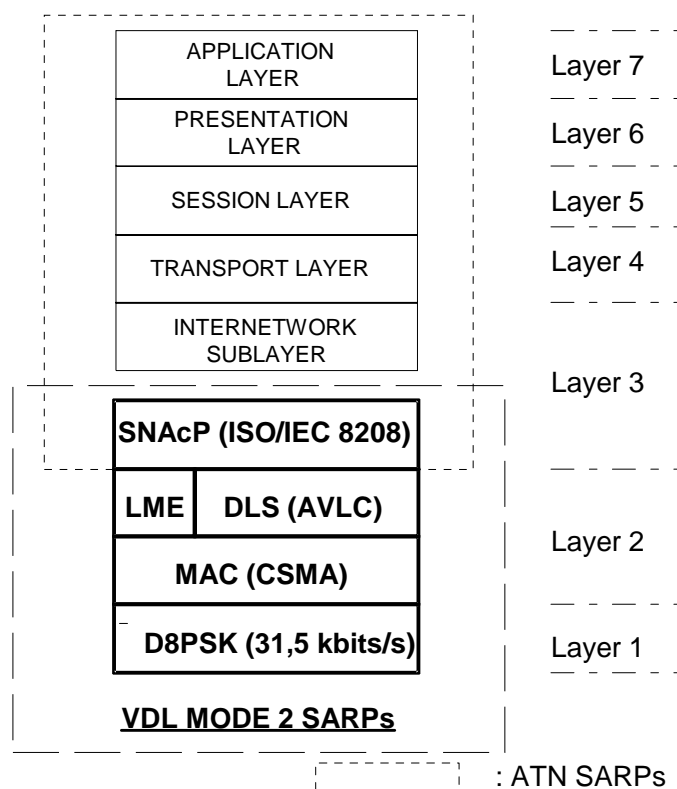 APPLICATION
LAYER
Layer 7
PRESENTATION
LAYER
Layer 6
SESSION LAYER
Layer 5
TRANSPORT LAYER
Layer 4
INTERNETWORK
SUBLAYER
Layer 3
SNAcP (ISO/IEC 8208)
LME
DLS (AVLC)
Layer 2
MAC (CSMA)
D8PSK (31,5 kbits/s)
Layer 1
VDL MODE 2 SARPs
: ATN SARPs